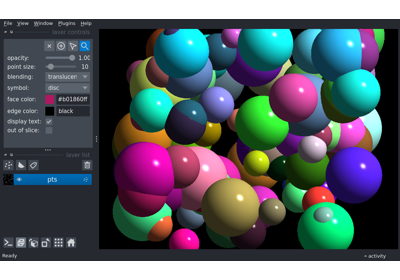 File View Window Plugins Help
layer controls
opacity: 1.00
point size: 10
blending: translucen
symbol: disc
face color: #b01860ff
edge color: black
display text:
out of slice:
layer list
pts
Ready
activity